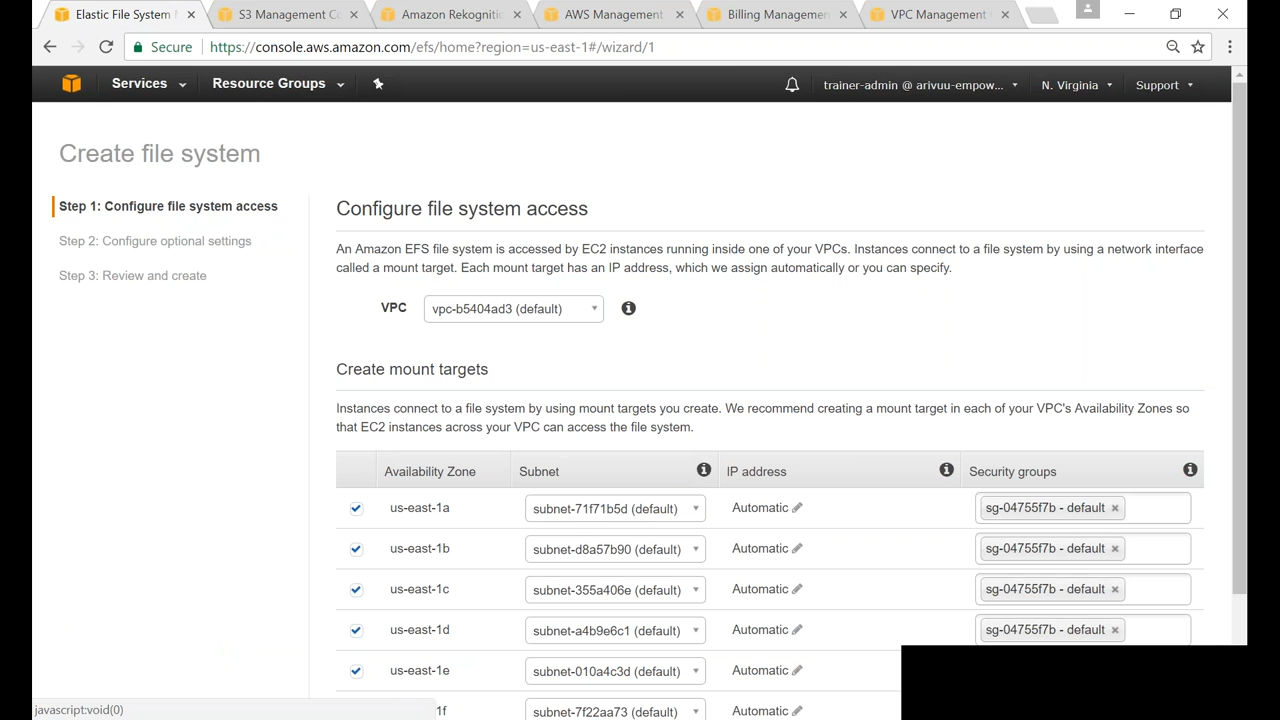 Elastic File System M
S3 Management Co
Amazon Rekogniti
AWS Management
Billing Management
VPC Management
Secure
https://console.aws.amazon.com/efs/home?region=us-east-1#/wizard/1
Services
Resource Groups
trainer-admin @ arivuu-empow...
N. Virginia
Support
Create file system
Step 1: Configure file system access
Step 2: Configure optional settings
Step 3: Review and create
Configure file system access
An Amazon EFS file system is accessed by EC2 instances running inside one of your VPCs. Instances connect to a file system by using a network interface
called a mount target. Each mount target has an IP address, which we assign automatically or you can specify.
VPC
vpc-b5404ad3 (default)
Create mount targets
Instances connect to a file system by using mount targets you create. We recommend creating a mount target in each of your VPC's Availability Zones so
that EC2 instances across your VPC can access the file system.
Availability Zone Subnet IP address Security groups
us-east-1a subnet-71f71b5d (default) Automatic sg-04755f7b - default
us-east-1b subnet-d8a57b90 (default) Automatic sg-04755f7b - default
us-east-1c subnet-355a406e (default) Automatic sg-04755f7b - default
us-east-1d subnet-a4b9e6c1 (default) Automatic sg-04755f7b - default
us-east-1e subnet-010a4c3d (default) Automatic
1f subnet-7f22aa73 (default) Automatic
javascript:void(0)